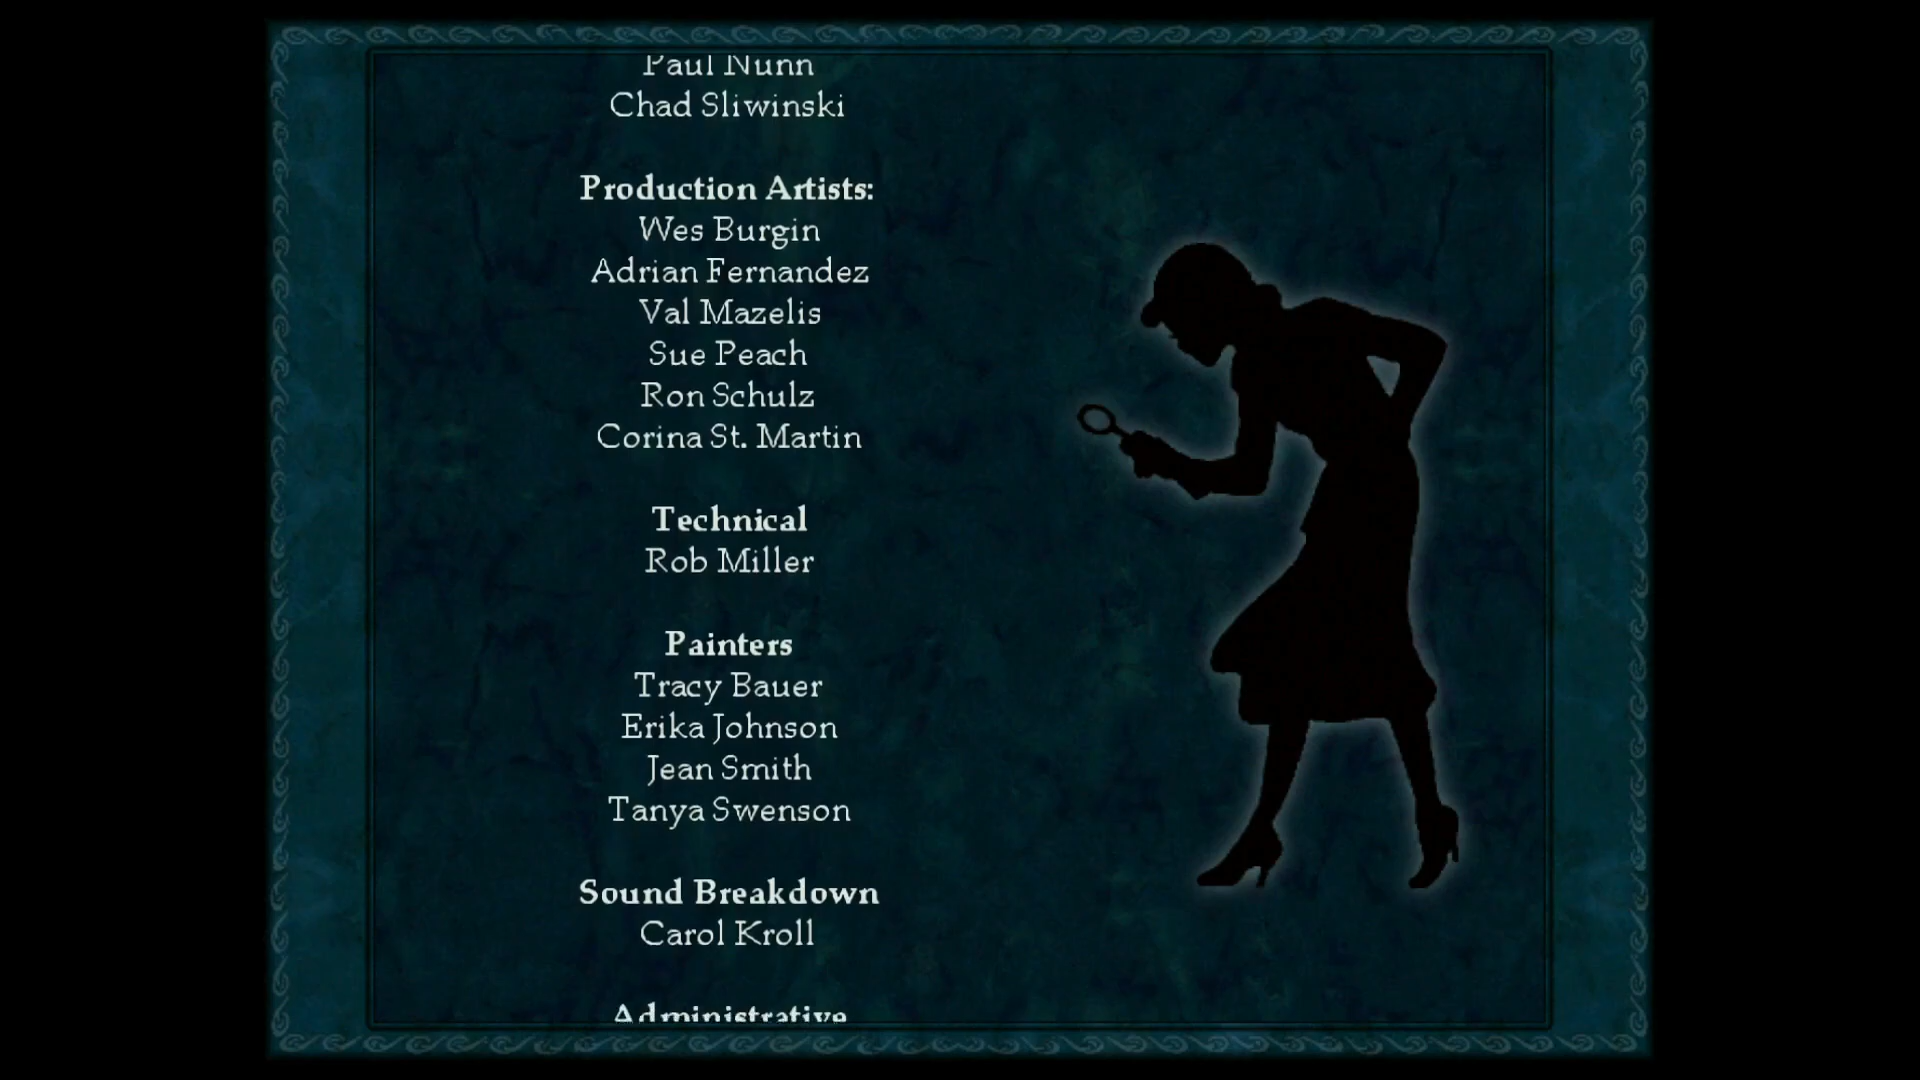 Paul Nunn
Chad Sliwinski
Production Artists:
Wes Burgin
Adrian Fernandez
Val Mazelis
Sue Peach
Ron Schulz
Corina St. Martin
Technical
Rob Miller
Painters
Tracy Bauer
Erika Johnson
Jean Smith
Tanya Swenson
Sound Breakdown
Carol Kroll
Administrative